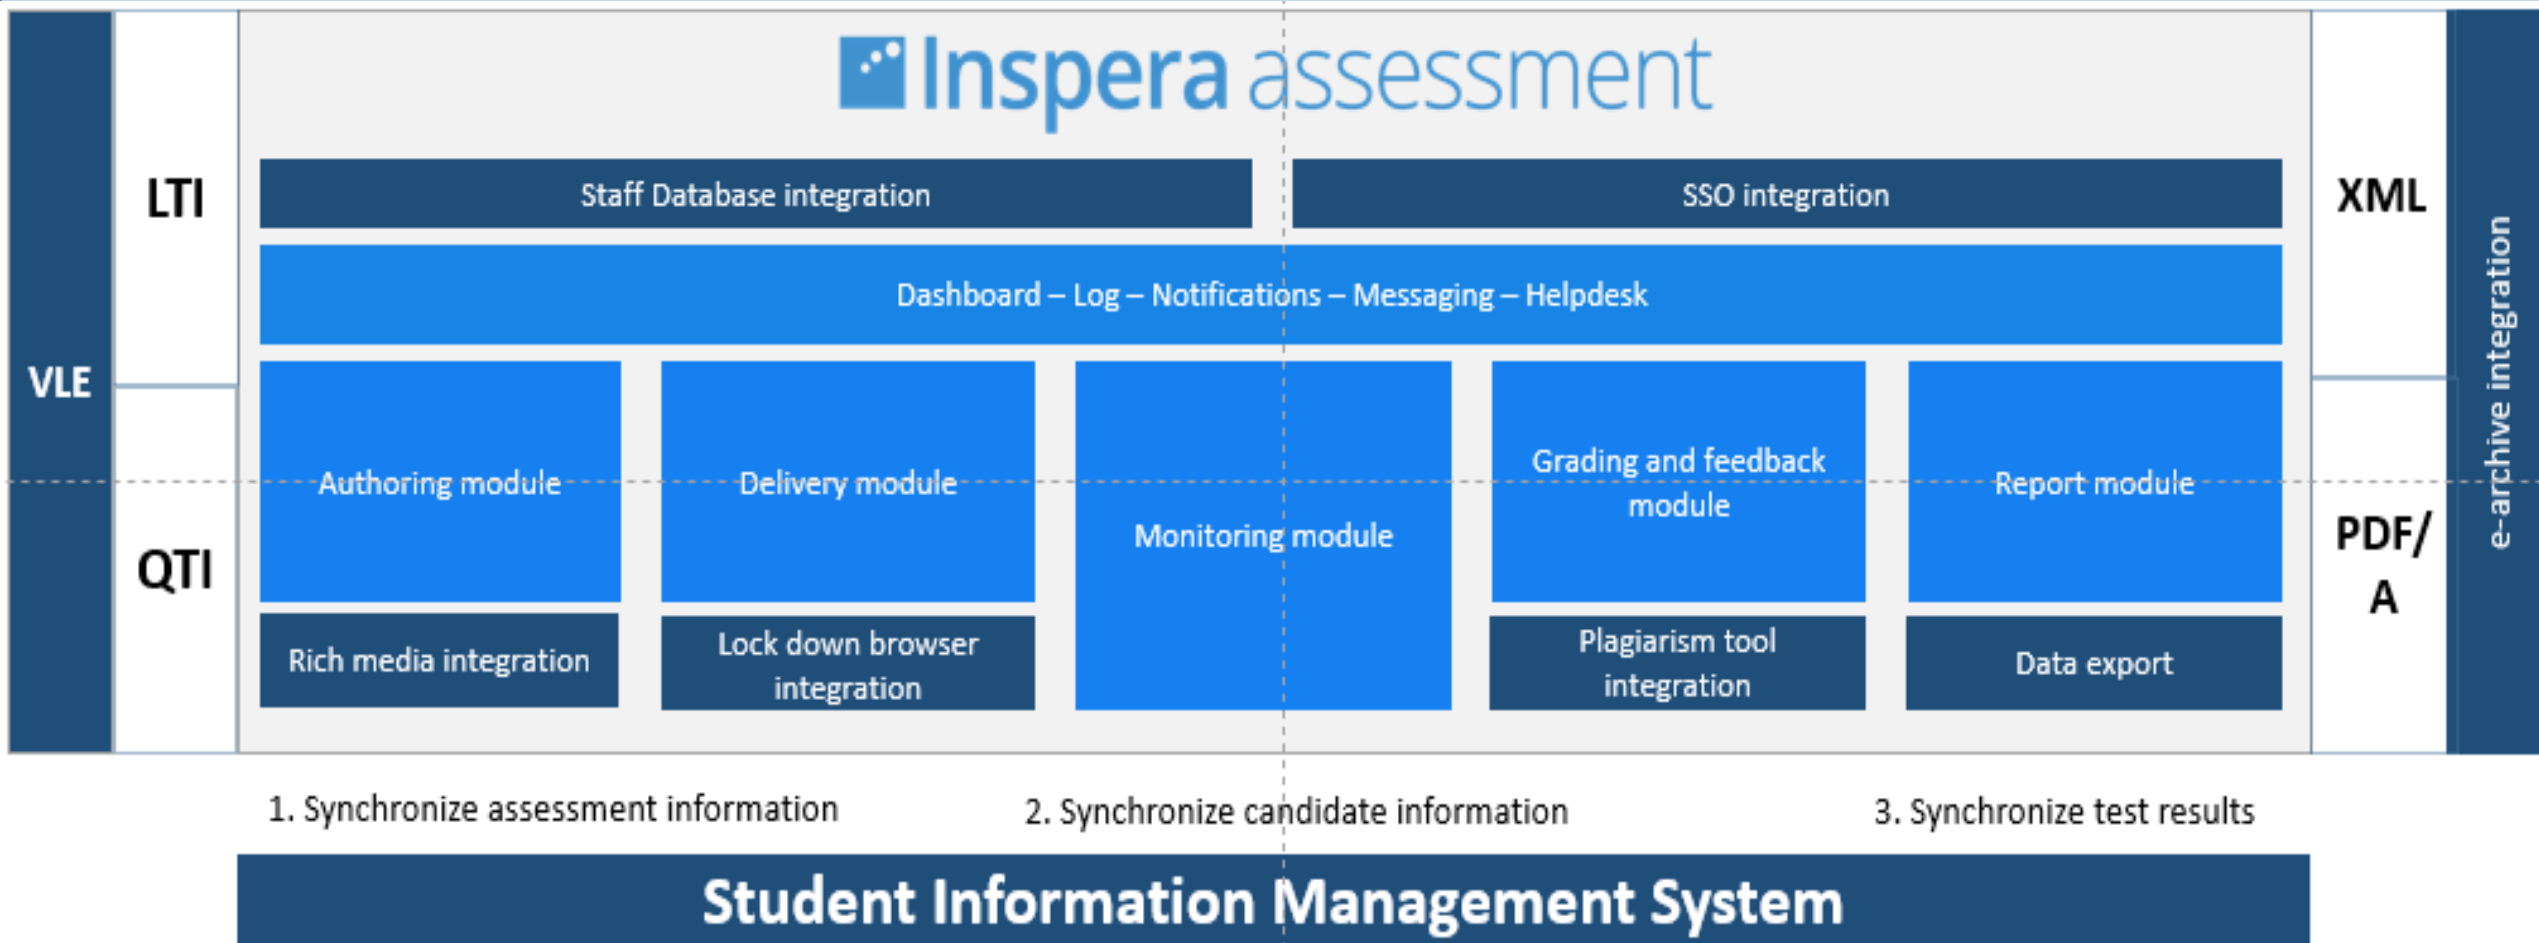 Inspera assessment
VLE
LTI
QTI
Staff Database integration
SSO integration
Dashboard – Log – Notifications – Messaging – Helpdesk
Authoring module
Delivery module
Monitoring module
Grading and feedback
module
Report module
Rich media integration
Lock down browser
integration
Plagiarism tool
integration
Data export
XML
PDF/
A
e-archive integration
1. Synchronize assessment information
2. Synchronize candidate information
3. Synchronize test results
Student Information Management System